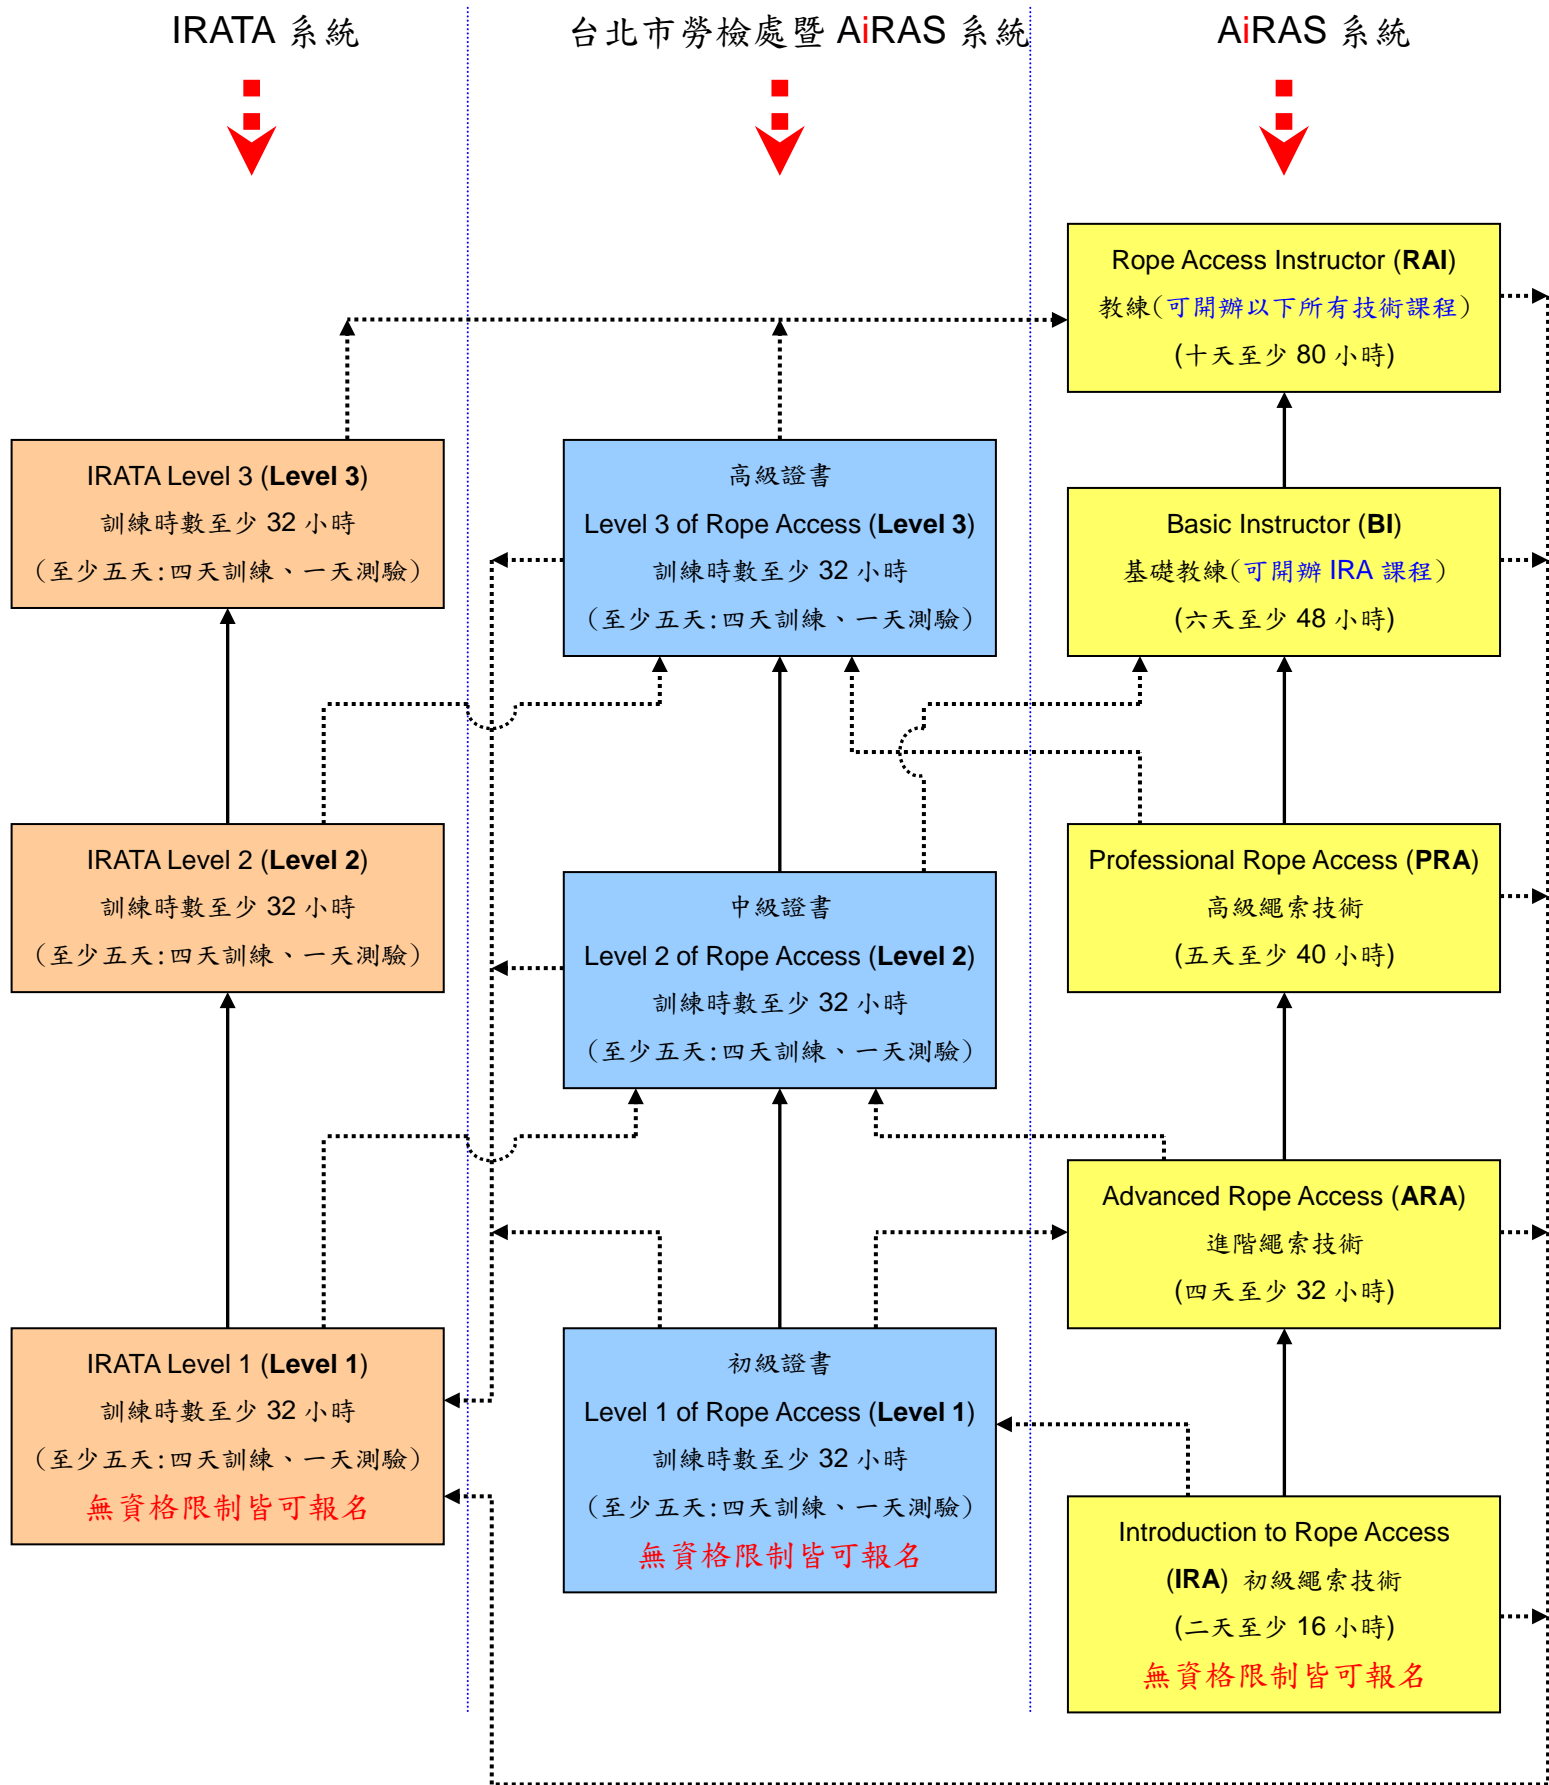 IRATA 系統
台北市勞檢處暨 AiRAS 系統
AiRAS 系統
Rope Access Instructor (RAI)
教練(可開辦以下所有技術課程)
(十天至少 80 小時)
IRATA Level 3 (Level 3)
訓練時數至少 32 小時
(至少五天:四天訓練、一天測驗)
高級證書
Level 3 of Rope Access (Level 3)
訓練時數至少 32 小時
(至少五天:四天訓練、一天測驗)
Basic Instructor (BI)
基礎教練(可開辦 IRA 課程)
(六天至少 48 小時)
IRATA Level 2 (Level 2)
訓練時數至少 32 小時
(至少五天:四天訓練、一天測驗)
中級證書
Level 2 of Rope Access (Level 2)
訓練時數至少 32 小時
(至少五天:四天訓練、一天測驗)
Professional Rope Access (PRA)
高級繩索技術
(五天至少 40 小時)
Advanced Rope Access (ARA)
進階繩索技術
(四天至少 32 小時)
IRATA Level 1 (Level 1)
訓練時數至少 32 小時
(至少五天:四天訓練、一天測驗)
無資格限制皆可報名
初級證書
Level 1 of Rope Access (Level 1)
訓練時數至少 32 小時
(至少五天:四天訓練、一天測驗)
無資格限制皆可報名
Introduction to Rope Access
(IRA) 初級繩索技術
(二天至少 16 小時)
無資格限制皆可報名